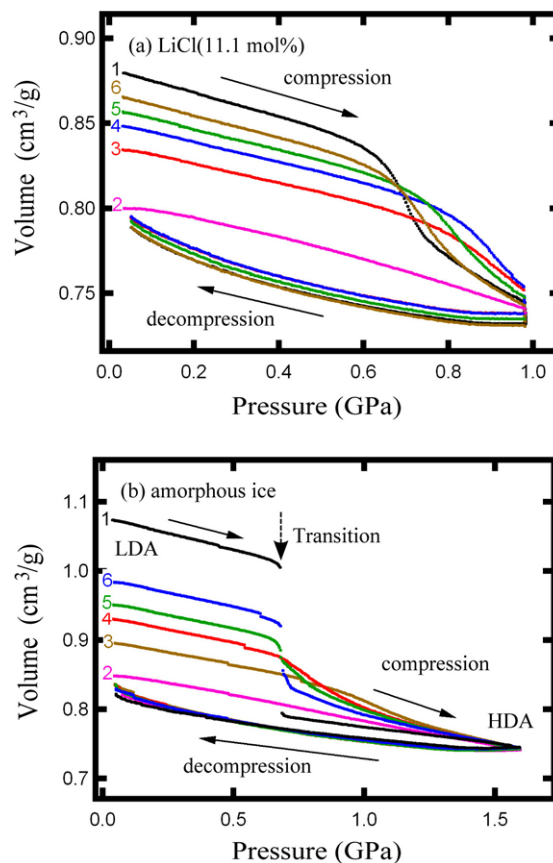 (a) LiCl(11.1 mol%)
compression
decompression
Volume (cm³/g)
0.90
0.85
0.80
0.75
1
6
5
4
3
2
0.0
0.2
0.4
0.6
0.8
1.0
Pressure (GPa)
(b) amorphous ice
1
LDA
Transition
6
5
4
3
2
compression
HDA
decompression
Volume (cm³/g)
1.1
1.0
0.9
0.8
0.7
0.0
0.5
1.0
1.5
Pressure (GPa)